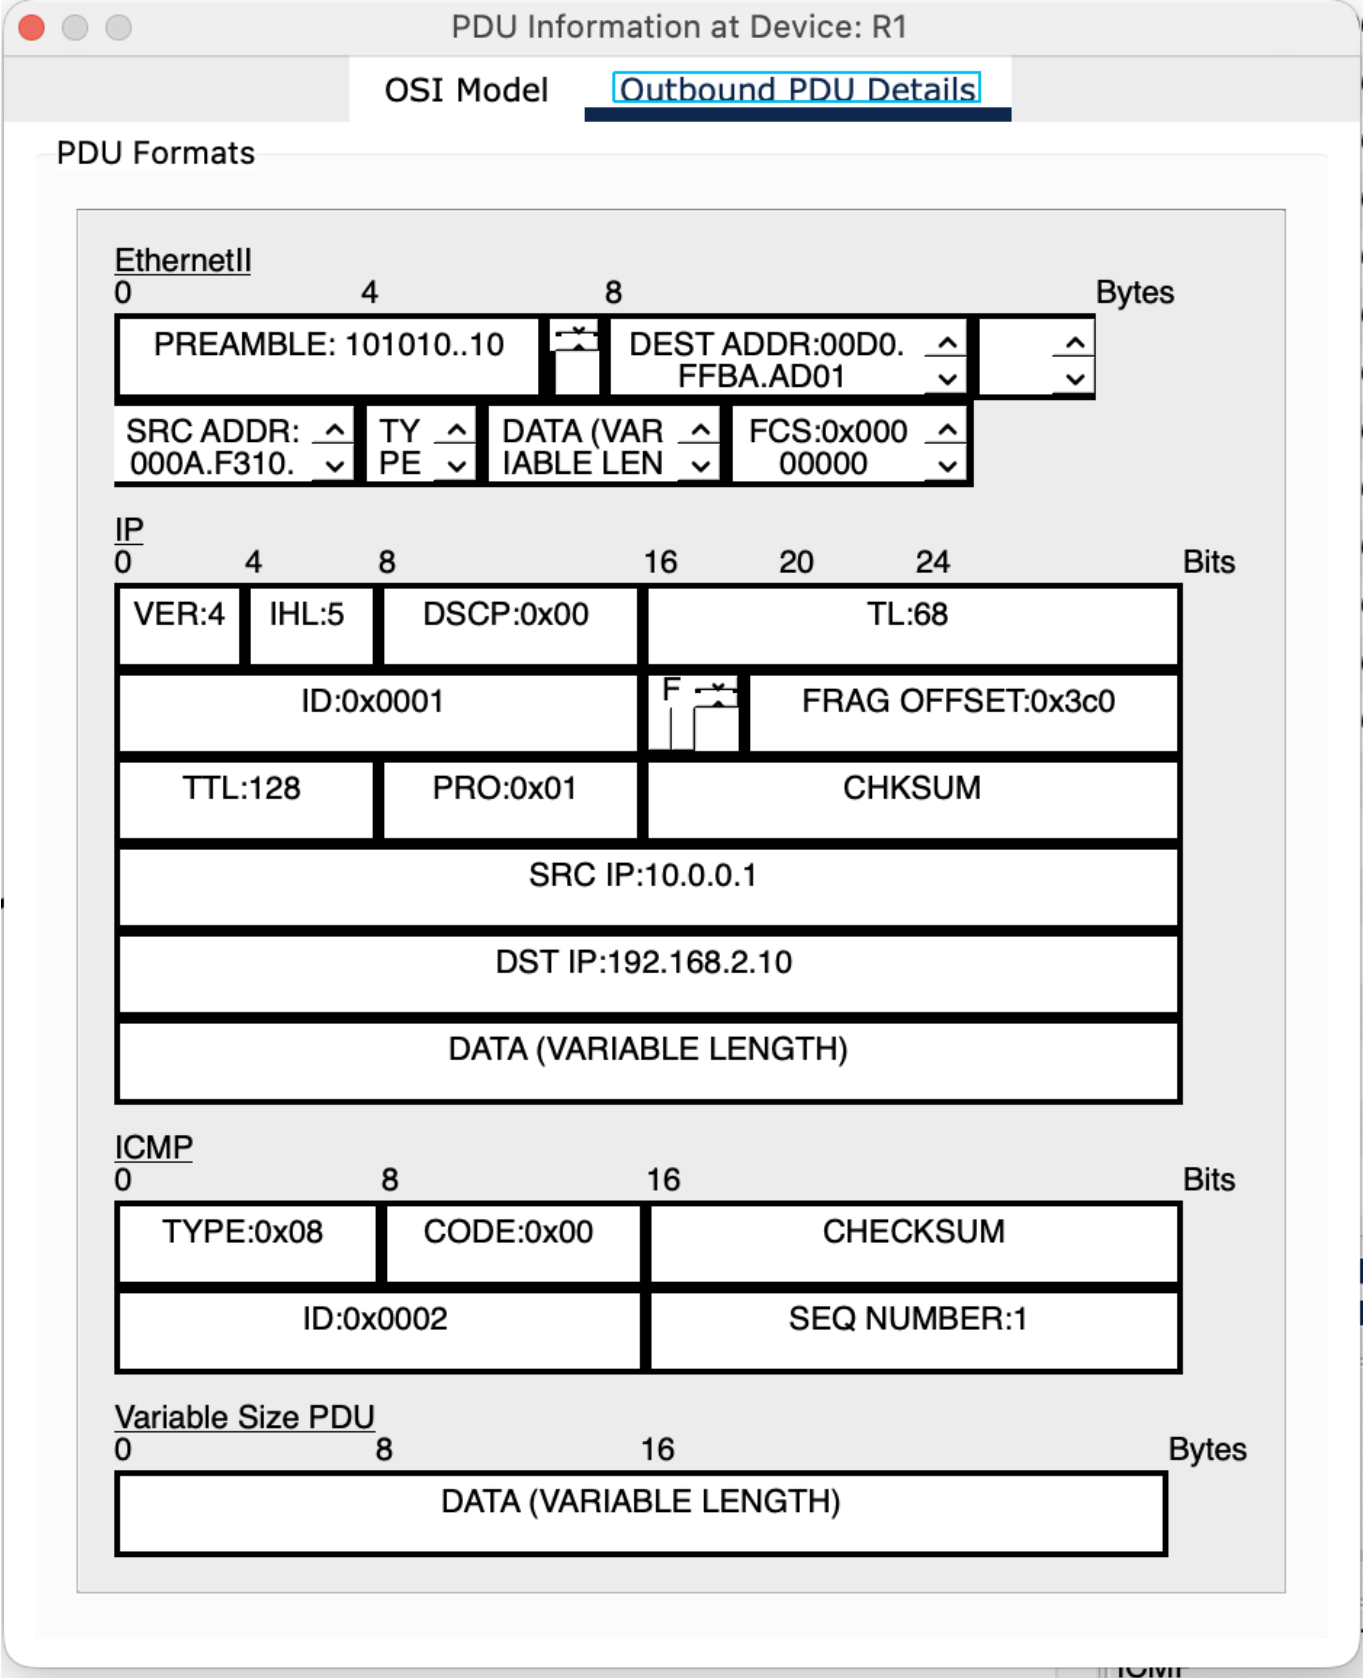 PDU Information at Device: R1
OSI Model Outbound PDU Details
PDU Formats
EthernetII
0 4 8 Bytes
PREAMBLE: 101010..10 DEST ADDR:00D0.
FFBA.AD01
SRC ADDR: TY DATA (VAR FCS:0x000
000A.F310. PE IABLE LEN 00000
IP
0 4 8 16 20 24 Bits
VER:4 IHL:5 DSCP:0x00 TL:68
ID:0x0001 F FRAG OFFSET:0x3c0
TTL:128 PRO:0x01 CHKSUM
SRC IP:10.0.0.1
DST IP:192.168.2.10
DATA (VARIABLE LENGTH)
ICMP
0 8 16 Bits
TYPE:0x08 CODE:0x00 CHECKSUM
ID:0x0002 SEQ NUMBER:1
Variable Size PDU
0 8 16 Bytes
DATA (VARIABLE LENGTH)